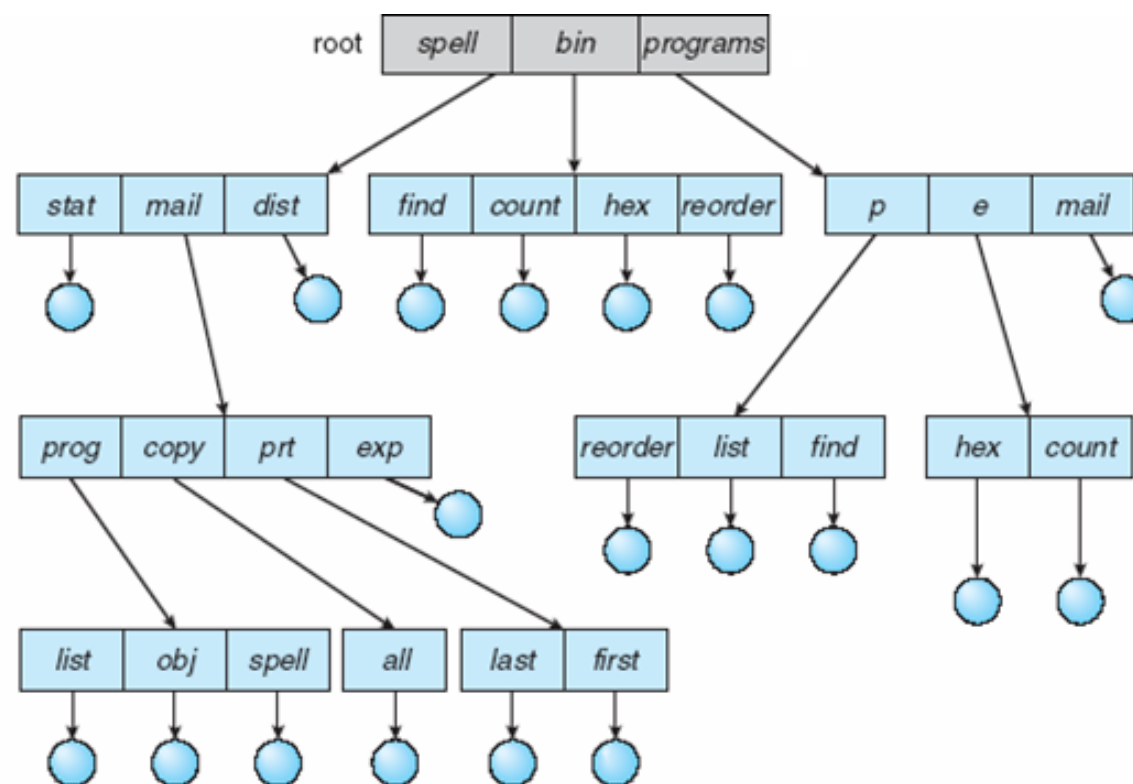 root spell bin programs
stat mail dist find count hex reorder p e mail
prog copy prt exp reorder list find hex count
list obj spell all last first